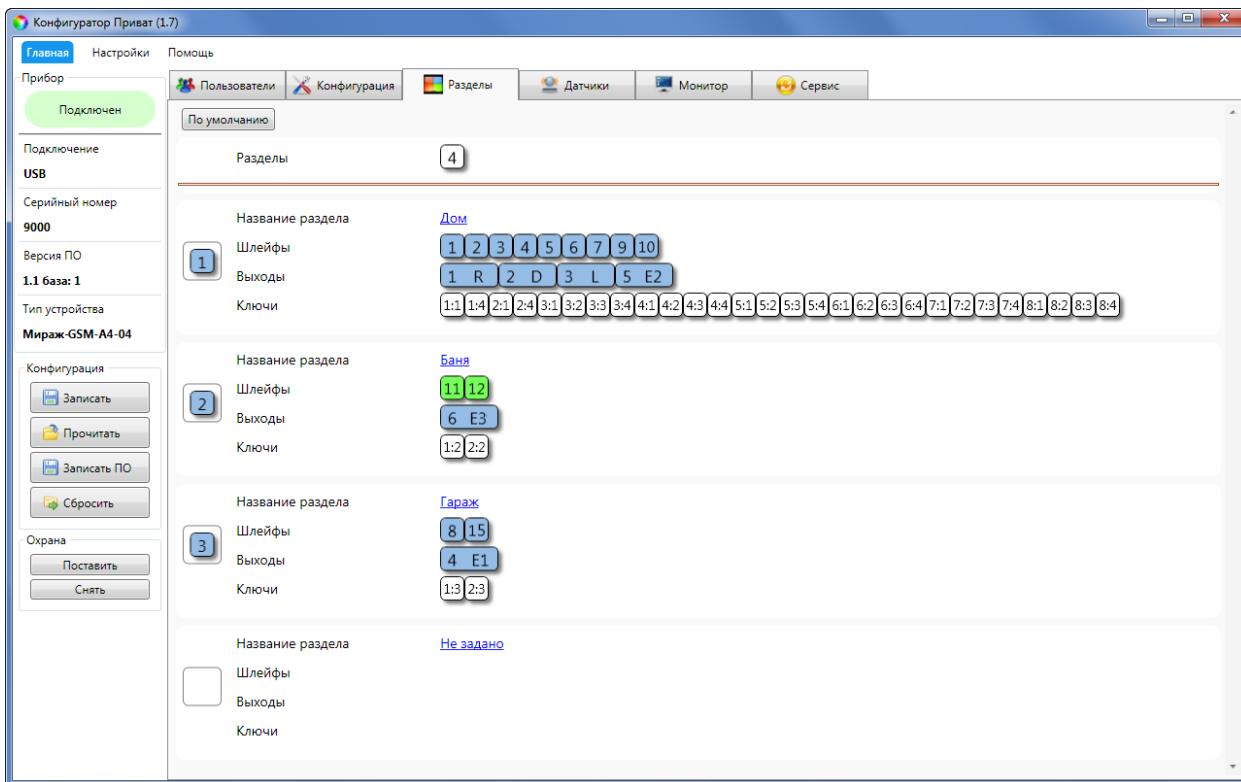 Конфигуратор Приват (1.7)
Главная Настройки Помощь
Прибор
Подключен
Подключение
USB
Серийный номер
9000
Версия ПО
1.1 база: 1
Тип устройства
Мираж-GSM-A4-04
Конфигурация
Записать
Прочитать
Записать ПО
Сбросить
Охрана
Поставить
Снять
Пользователи Конфигурация Разделы Датчики Монитор Сервис
По умолчанию
Разделы 4
1
Название раздела Дом
Шлейфы 1 2 3 4 5 6 7 9 10
Выходы 1 R 2 D 3 L 5 E2
Ключи 1:1 1:4 2:1 2:4 3:1 3:2 3:3 3:4 4:1 4:2 4:3 4:4 5:1 5:2 5:3 5:4 6:1 6:2 6:3 6:4 7:1 7:2 7:3 7:4 8:1 8:2 8:3 8:4
2
Название раздела Баня
Шлейфы 11 12
Выходы 6 E3
Ключи 1:2 2:2
3
Название раздела Гараж
Шлейфы 8 15
Выходы 4 E1
Ключи 1:3 2:3
Название раздела Не задано
Шлейфы
Выходы
Ключи